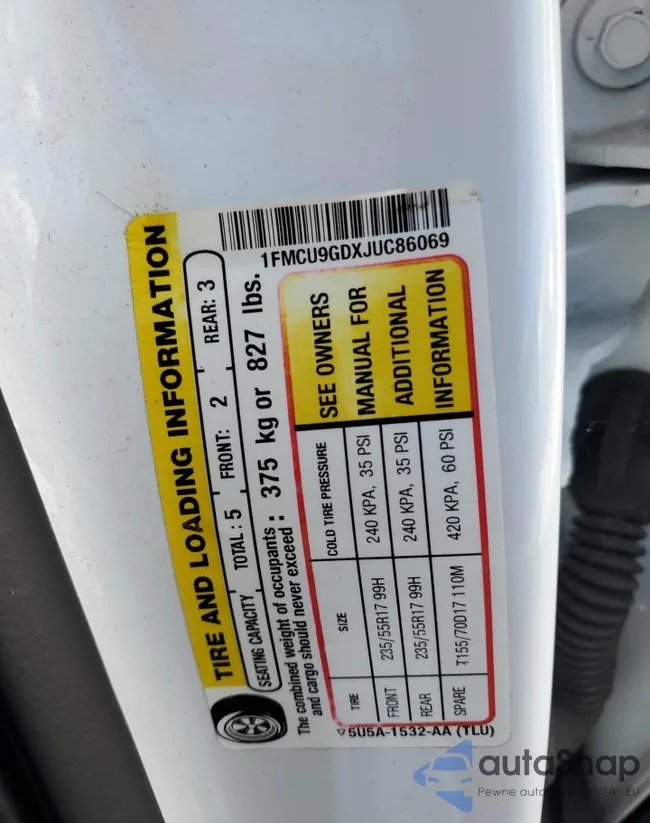 1FMCU9GDXJUC86069
TIRE AND LOADING INFORMATION
SEATING CAPACITY TOTAL : 5 FRONT: 2 REAR: 3
The combined weight of occupants
and cargo should never exceed : 375 kg or 827 lbs.
TIRE SIZE COLD TIRE PRESSURE SEE OWNERS
FRONT 235/55R17 99H 240 KPA, 35 PSI MANUAL FOR
REAR 235/55R17 99H 240 KPA, 35 PSI ADDITIONAL
SPARE T155/70D17 110M 420 KPA, 60 PSI INFORMATION
5U5A-1532-AA (TLU)
autaSnap